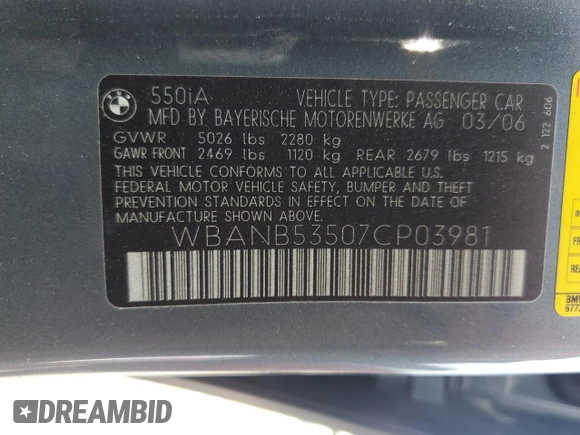 550iA VEHICLE TYPE: PASSENGER CAR
MFD BY BAYERISCHE MOTORENWERKE AG 03/06
GVWR 5026 lbs 2280 kg
GAWR FRONT 2469 lbs 1120 kg REAR 2679 lbs 1215 kg
THIS VEHICLE CONFORMS TO ALL APPLICABLE U.S.
FEDERAL MOTOR VEHICLE SAFETY, BUMPER AND THEFT
PREVENTION STANDARDS IN EFFECT ON THE DATE OF
MANUFACTURE SHOWN ABOVE.
WBANB53507CP03981
2 122 606
REA
BMW
DREAMBID